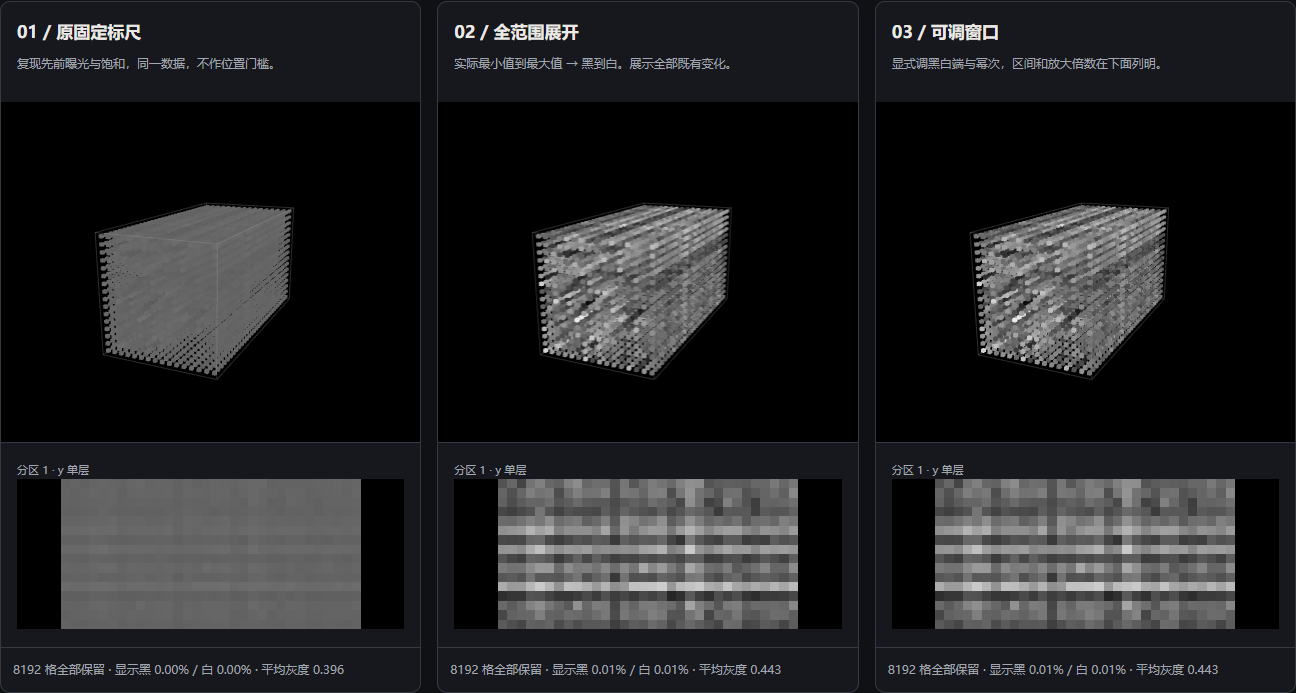 01 / 原固定标尺
复现先前曝光与饱和，同一数据，不作位置门槛。
分区 1 · y 单层
8192 格全部保留 · 显示黑 0.00% / 白 0.00% · 平均灰度 0.396
02 / 全范围展开
实际最小值到最大值 → 黑到白。展示全部既有变化。
分区 1 · y 单层
8192 格全部保留 · 显示黑 0.01% / 白 0.01% · 平均灰度 0.443
03 / 可调窗口
显式调黑白端与幂次，区间和放大倍数在下面列明。
分区 1 · y 单层
8192 格全部保留 · 显示黑 0.01% / 白 0.01% · 平均灰度 0.443